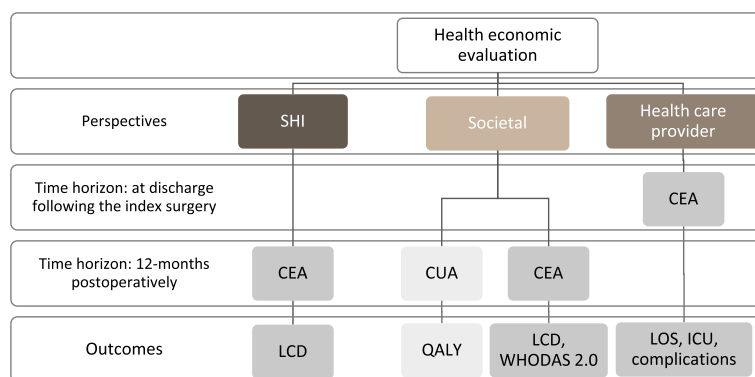 Health economic
evaluation
Perspectives
SHI
Societal
Health care
provider
Time horizon: at discharge
following the index surgery
CEA
Time horizon: 12-months
postoperatively
CEA
CUA
CEA
Outcomes
LCD
QALY
LCD,
WHODAS 2.0
LOS, ICU,
complications